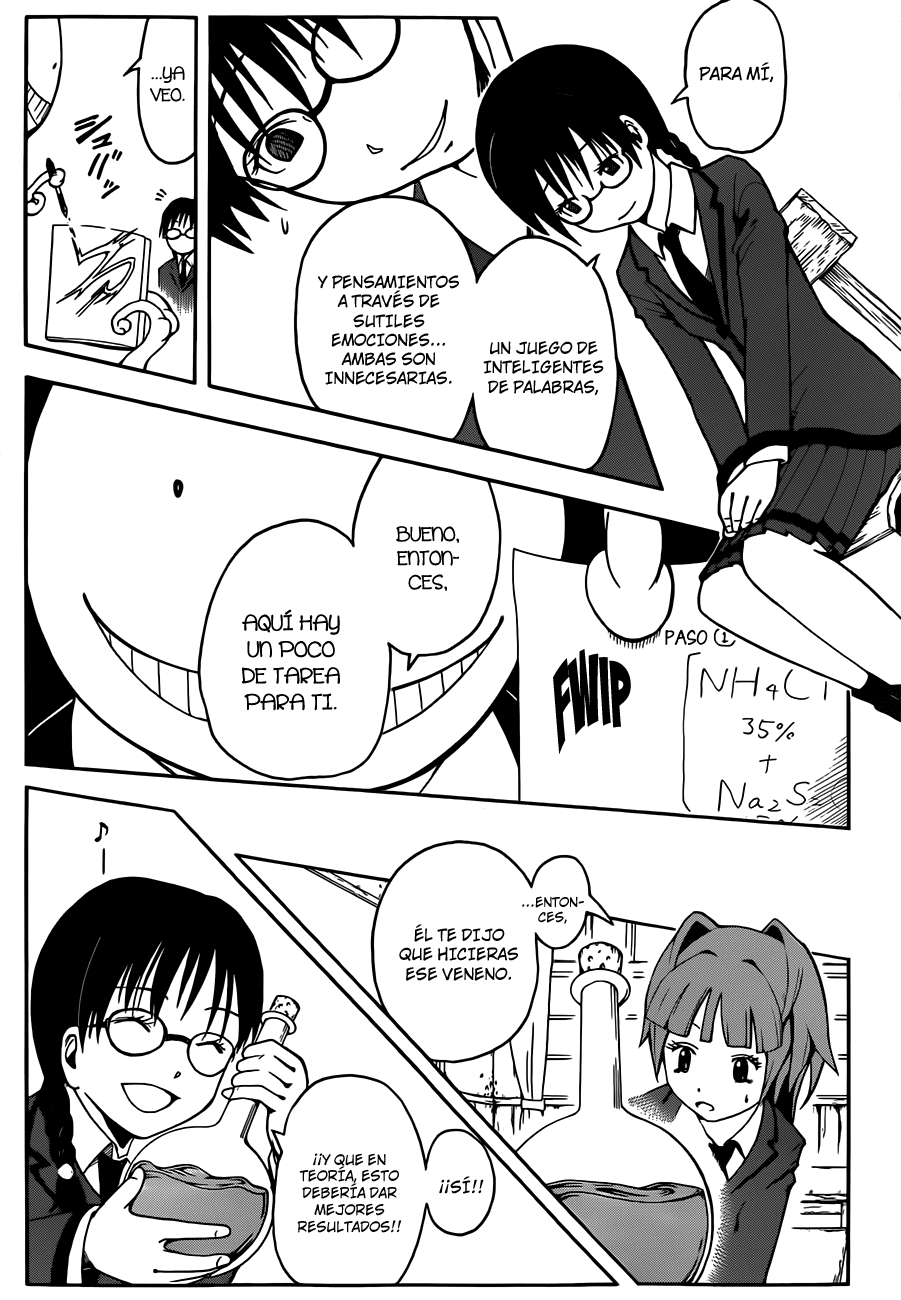 PARA MÍ,
UN JUEGO DE
INTELIGENTES
DE PALABRAS,
Y PENSAMIENTOS
A TRAVÉS DE
SUTILES
EMOCIONES...
AMBAS SON
INNECESARIAS.
...YA
VEO.
BUENO,
ENTON-
CES,
AQUÍ HAY
UN POCO
DE TAREA
PARA TI.
FWIP
PASO ①
NH₄Cl
35%
+
Na₂S
...ENTON-
CES,
ÉL TE DIJO
QUE HICIERAS
ESE VENENO.
¡¡SÍ!!
¡¡Y QUE EN
TEORÍA, ESTO
DEBERÍA DAR
MEJORES
RESULTADOS!!